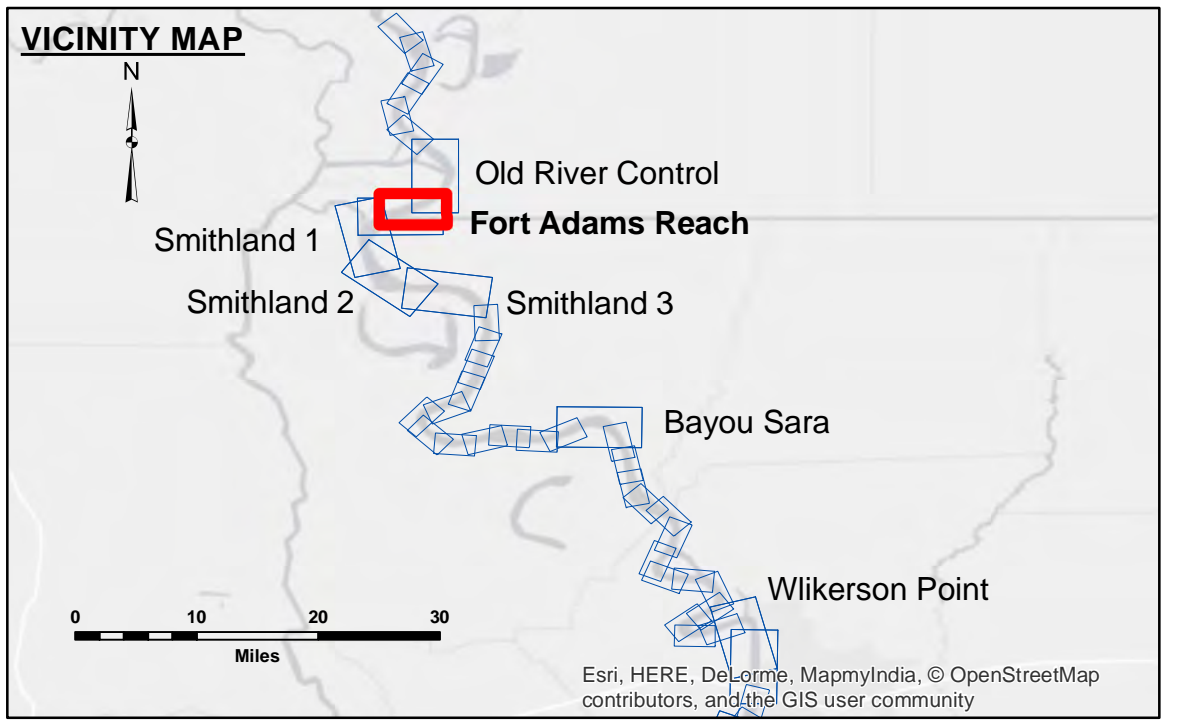 VICINITY MAP
N
Old River Control
Fort Adams Reach
Smithland 1
Smithland 2
Smithland 3
Bayou Sara
Wlikerson Point
0 10 20 30
Miles
Esri, HERE, DeLorme, MapmyIndia, © OpenStreetMap
contributors, and the GIS user community